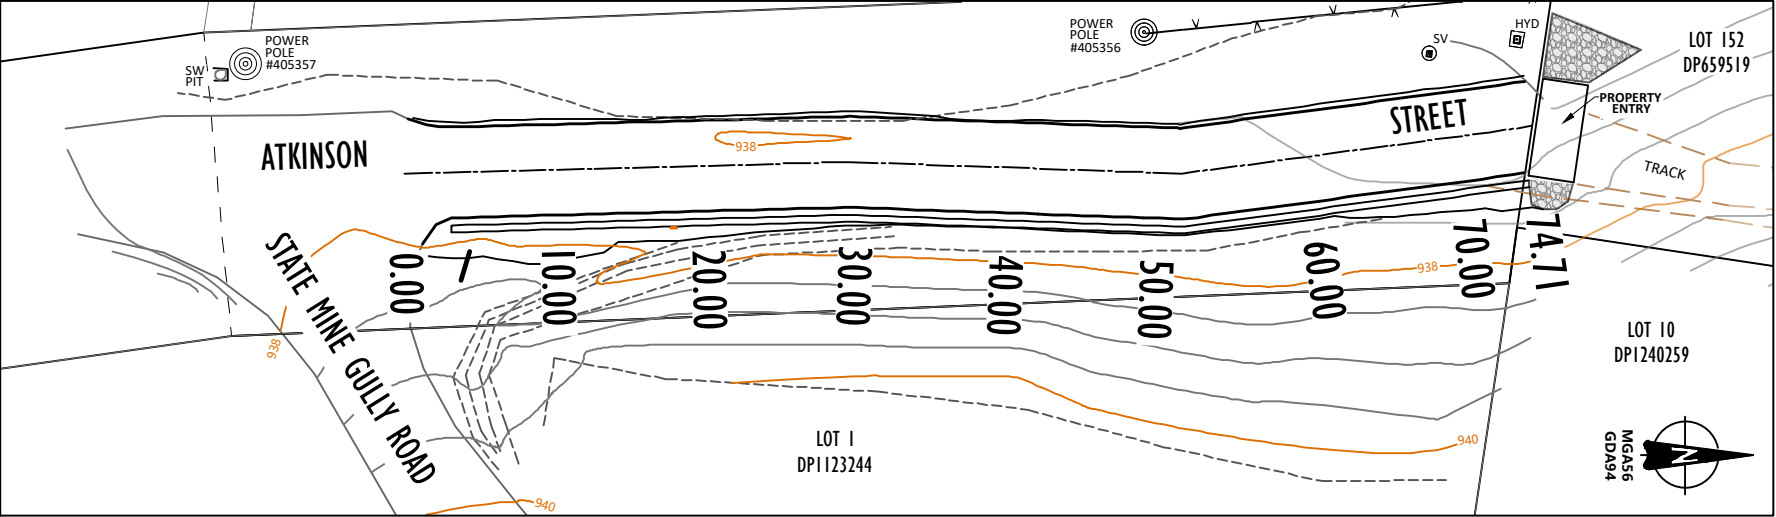 POWER
POLE
#405357
SW
PIT
POWER
POLE
#405356
SV
HYD
LOT 152
DP659519
PROPERTY
ENTRY
ATKINSON
STREET
938
TRACK
STATE MINE GULLY ROAD
0.00
10.00
20.00
30.00
40.00
50.00
60.00
70.00
74.71
938
938
LOT 10
DP1240259
LOT 1
DP1123244
940
940
MGA56
GDA94
N